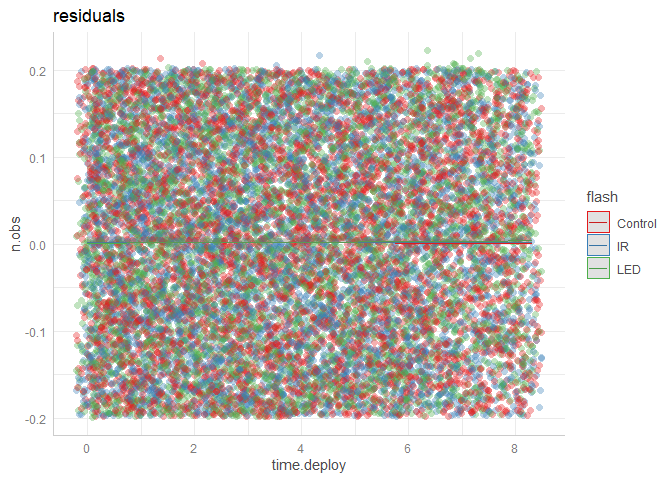 residuals
0.2
0.1
0.0
-0.1
-0.2
n.obs
0
2
4
6
8
time.deploy
flash
Control
IR
LED